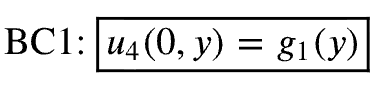 BC1: u₄(0, y) = g₁(y)